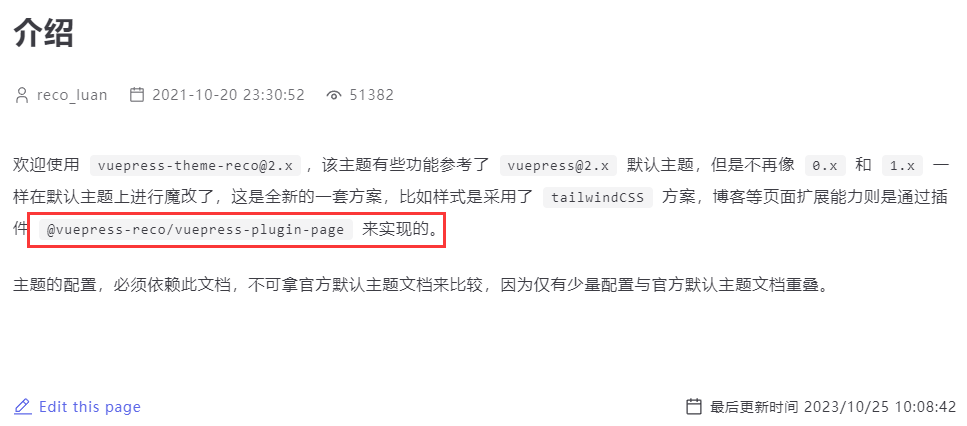 介绍
reco_luan 2021-10-20 23:30:52 51382
欢迎使用 vuepress-theme-reco@2.x ，该主题有些功能参考了 vuepress@2.x 默认主题，但是不再像 0.x 和 1.x 一
样在默认主题上进行魔改了，这是全新的一套方案，比如样式是采用了 tailwindCSS 方案，博客等页面扩展能力则是通过插
件 @vuepress-reco/vuepress-plugin-page 来实现的。
主题的配置，必须依赖此文档，不可拿官方默认主题文档来比较，因为仅有少量配置与官方默认主题文档重叠。
Edit this page 最后更新时间 2023/10/25 10:08:42